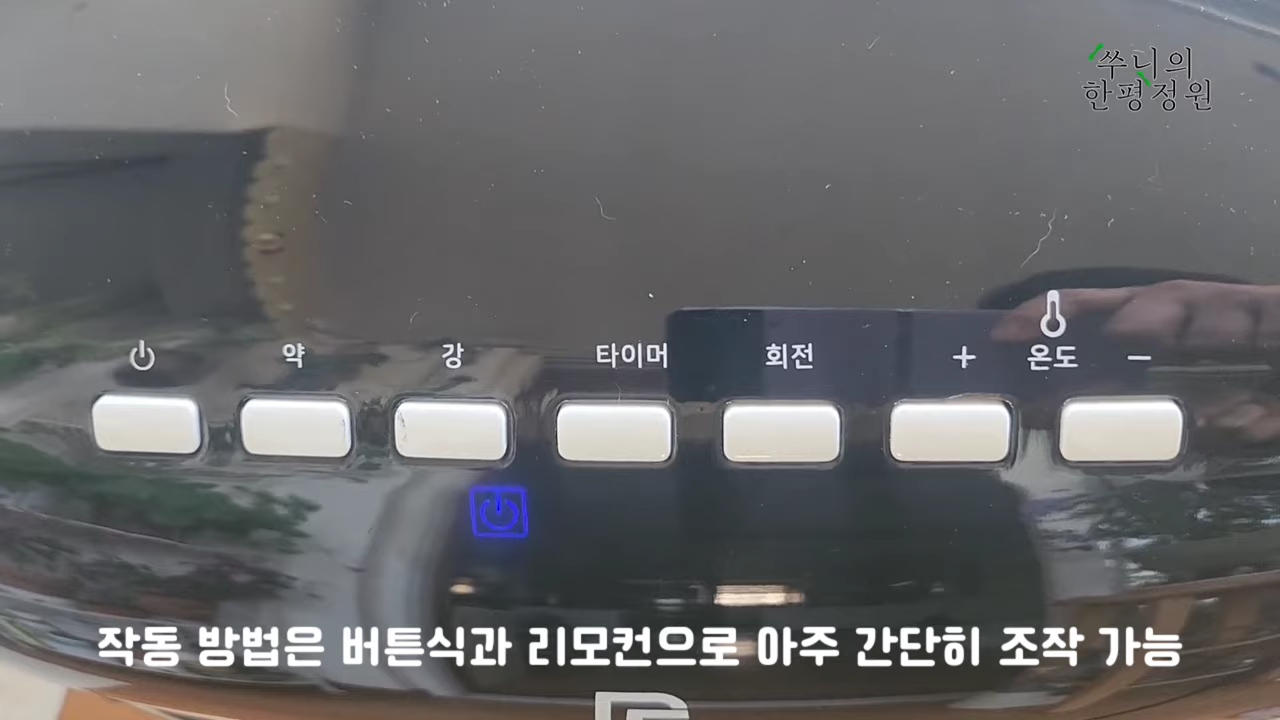 쑤니의
한평정원
약 강 타이머 회전 + 온도 −
작동 방법은 버튼식과 리모컨으로 아주 간단히 조작 가능